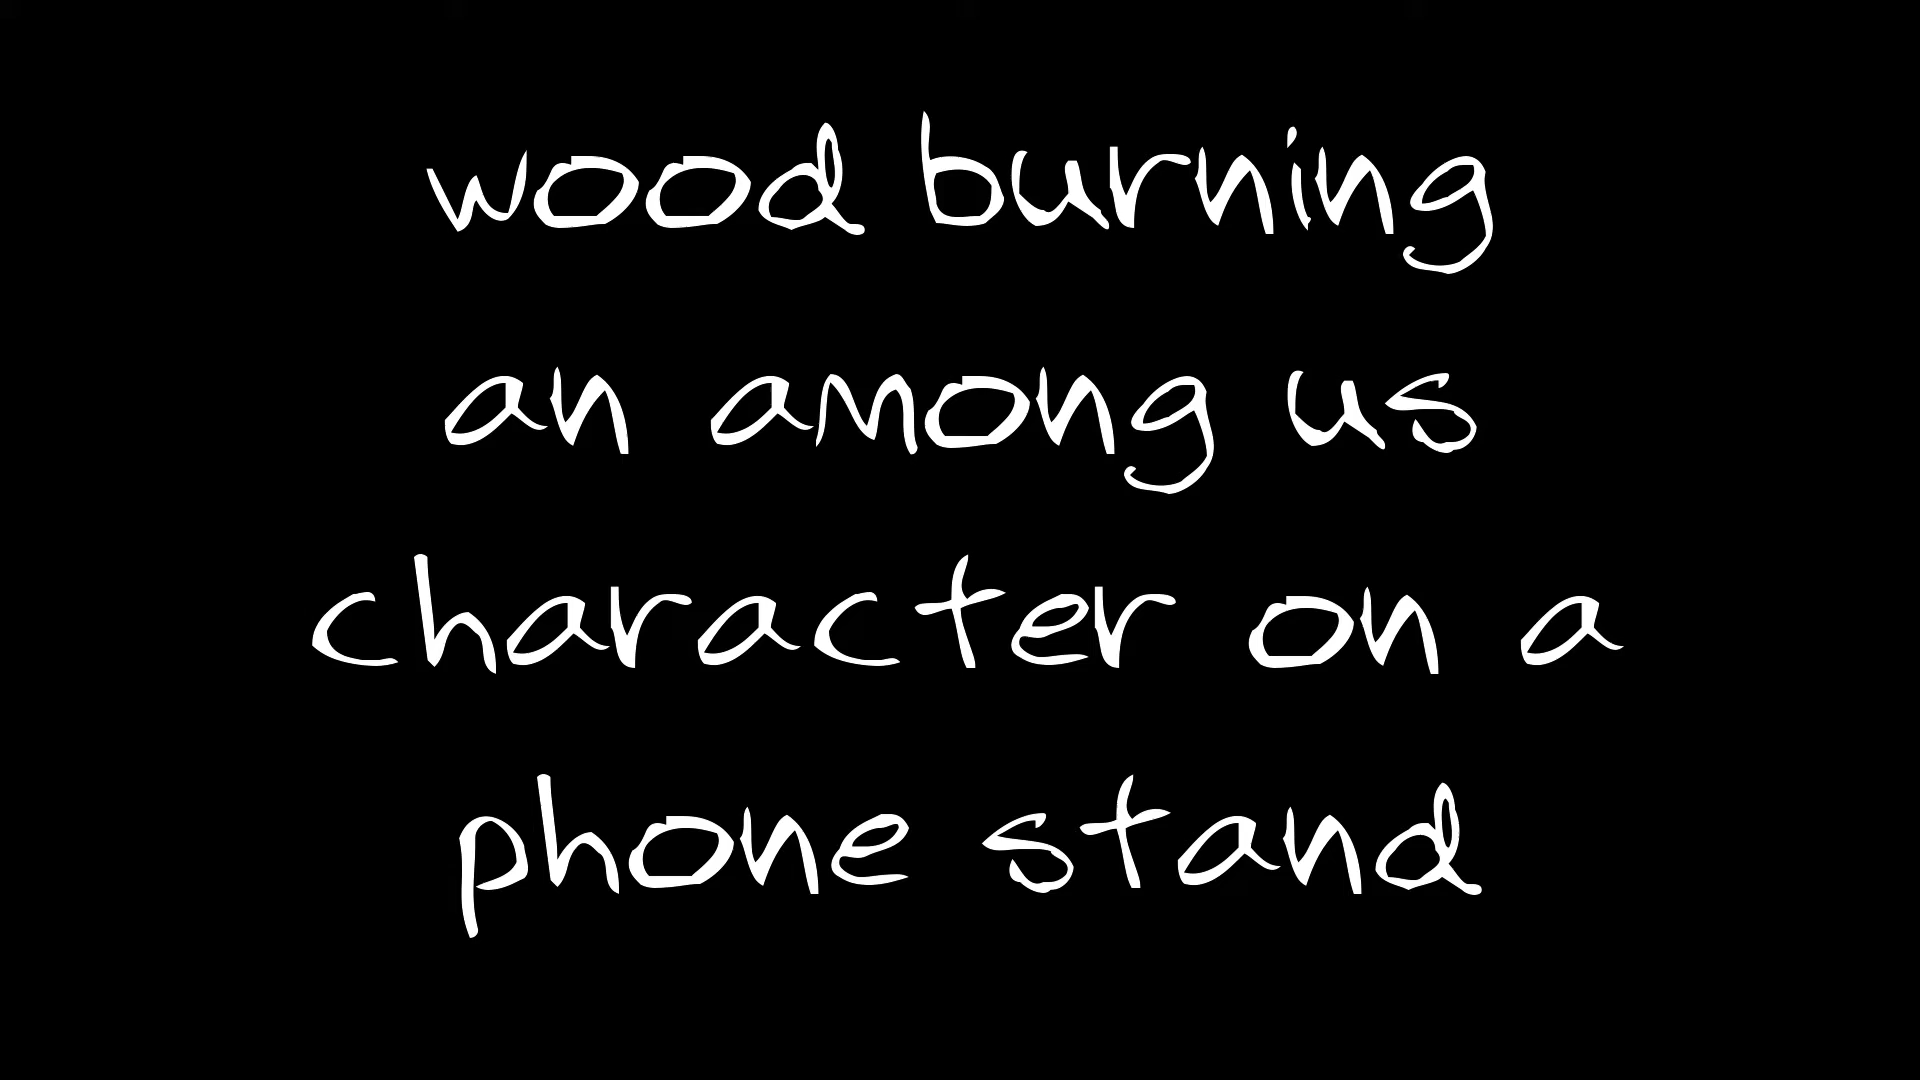 wood burning
an among us
character on a
phone stand